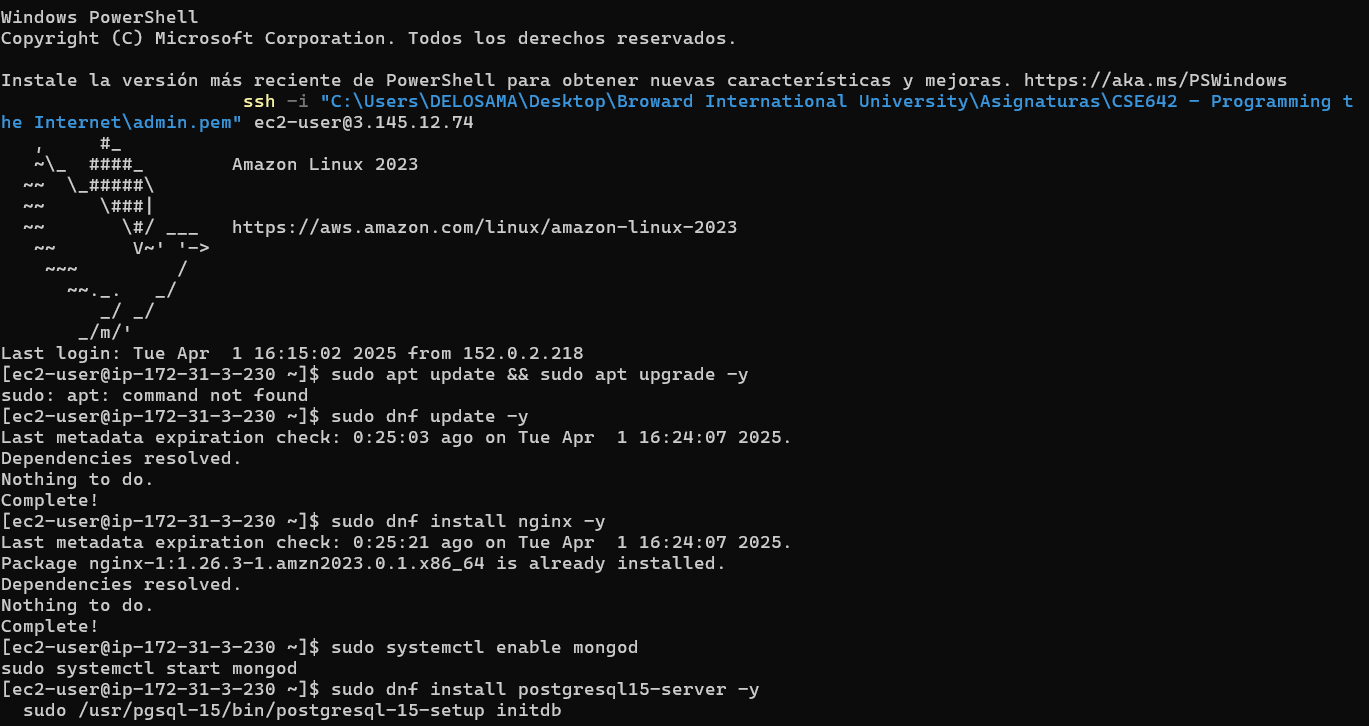 Windows PowerShell
Copyright (C) Microsoft Corporation. Todos los derechos reservados.

Instale la versión más reciente de PowerShell para obtener nuevas características y mejoras. https://aka.ms/PSWindows
                      ssh -i "C:\Users\DELOSAMA\Desktop\Broward International University\Asignaturas\CSE642 - Programming t
he Internet\admin.pem" ec2-user@3.145.12.74
   ,     #_
   ~\_  ####_        Amazon Linux 2023
  ~~  \_#####\
  ~~     \###|
  ~~       \#/ ___   https://aws.amazon.com/linux/amazon-linux-2023
   ~~       V~' '->
    ~~~         /
      ~~._.   _/
         _/ _/
       _/m/'
Last login: Tue Apr  1 16:15:02 2025 from 152.0.2.218
[ec2-user@ip-172-31-3-230 ~]$ sudo apt update && sudo apt upgrade -y
sudo: apt: command not found
[ec2-user@ip-172-31-3-230 ~]$ sudo dnf update -y
Last metadata expiration check: 0:25:03 ago on Tue Apr  1 16:24:07 2025.
Dependencies resolved.
Nothing to do.
Complete!
[ec2-user@ip-172-31-3-230 ~]$ sudo dnf install nginx -y
Last metadata expiration check: 0:25:21 ago on Tue Apr  1 16:24:07 2025.
Package nginx-1:1.26.3-1.amzn2023.0.1.x86_64 is already installed.
Dependencies resolved.
Nothing to do.
Complete!
[ec2-user@ip-172-31-3-230 ~]$ sudo systemctl enable mongod
sudo systemctl start mongod
[ec2-user@ip-172-31-3-230 ~]$ sudo dnf install postgresql15-server -y
  sudo /usr/pgsql-15/bin/postgresql-15-setup initdb